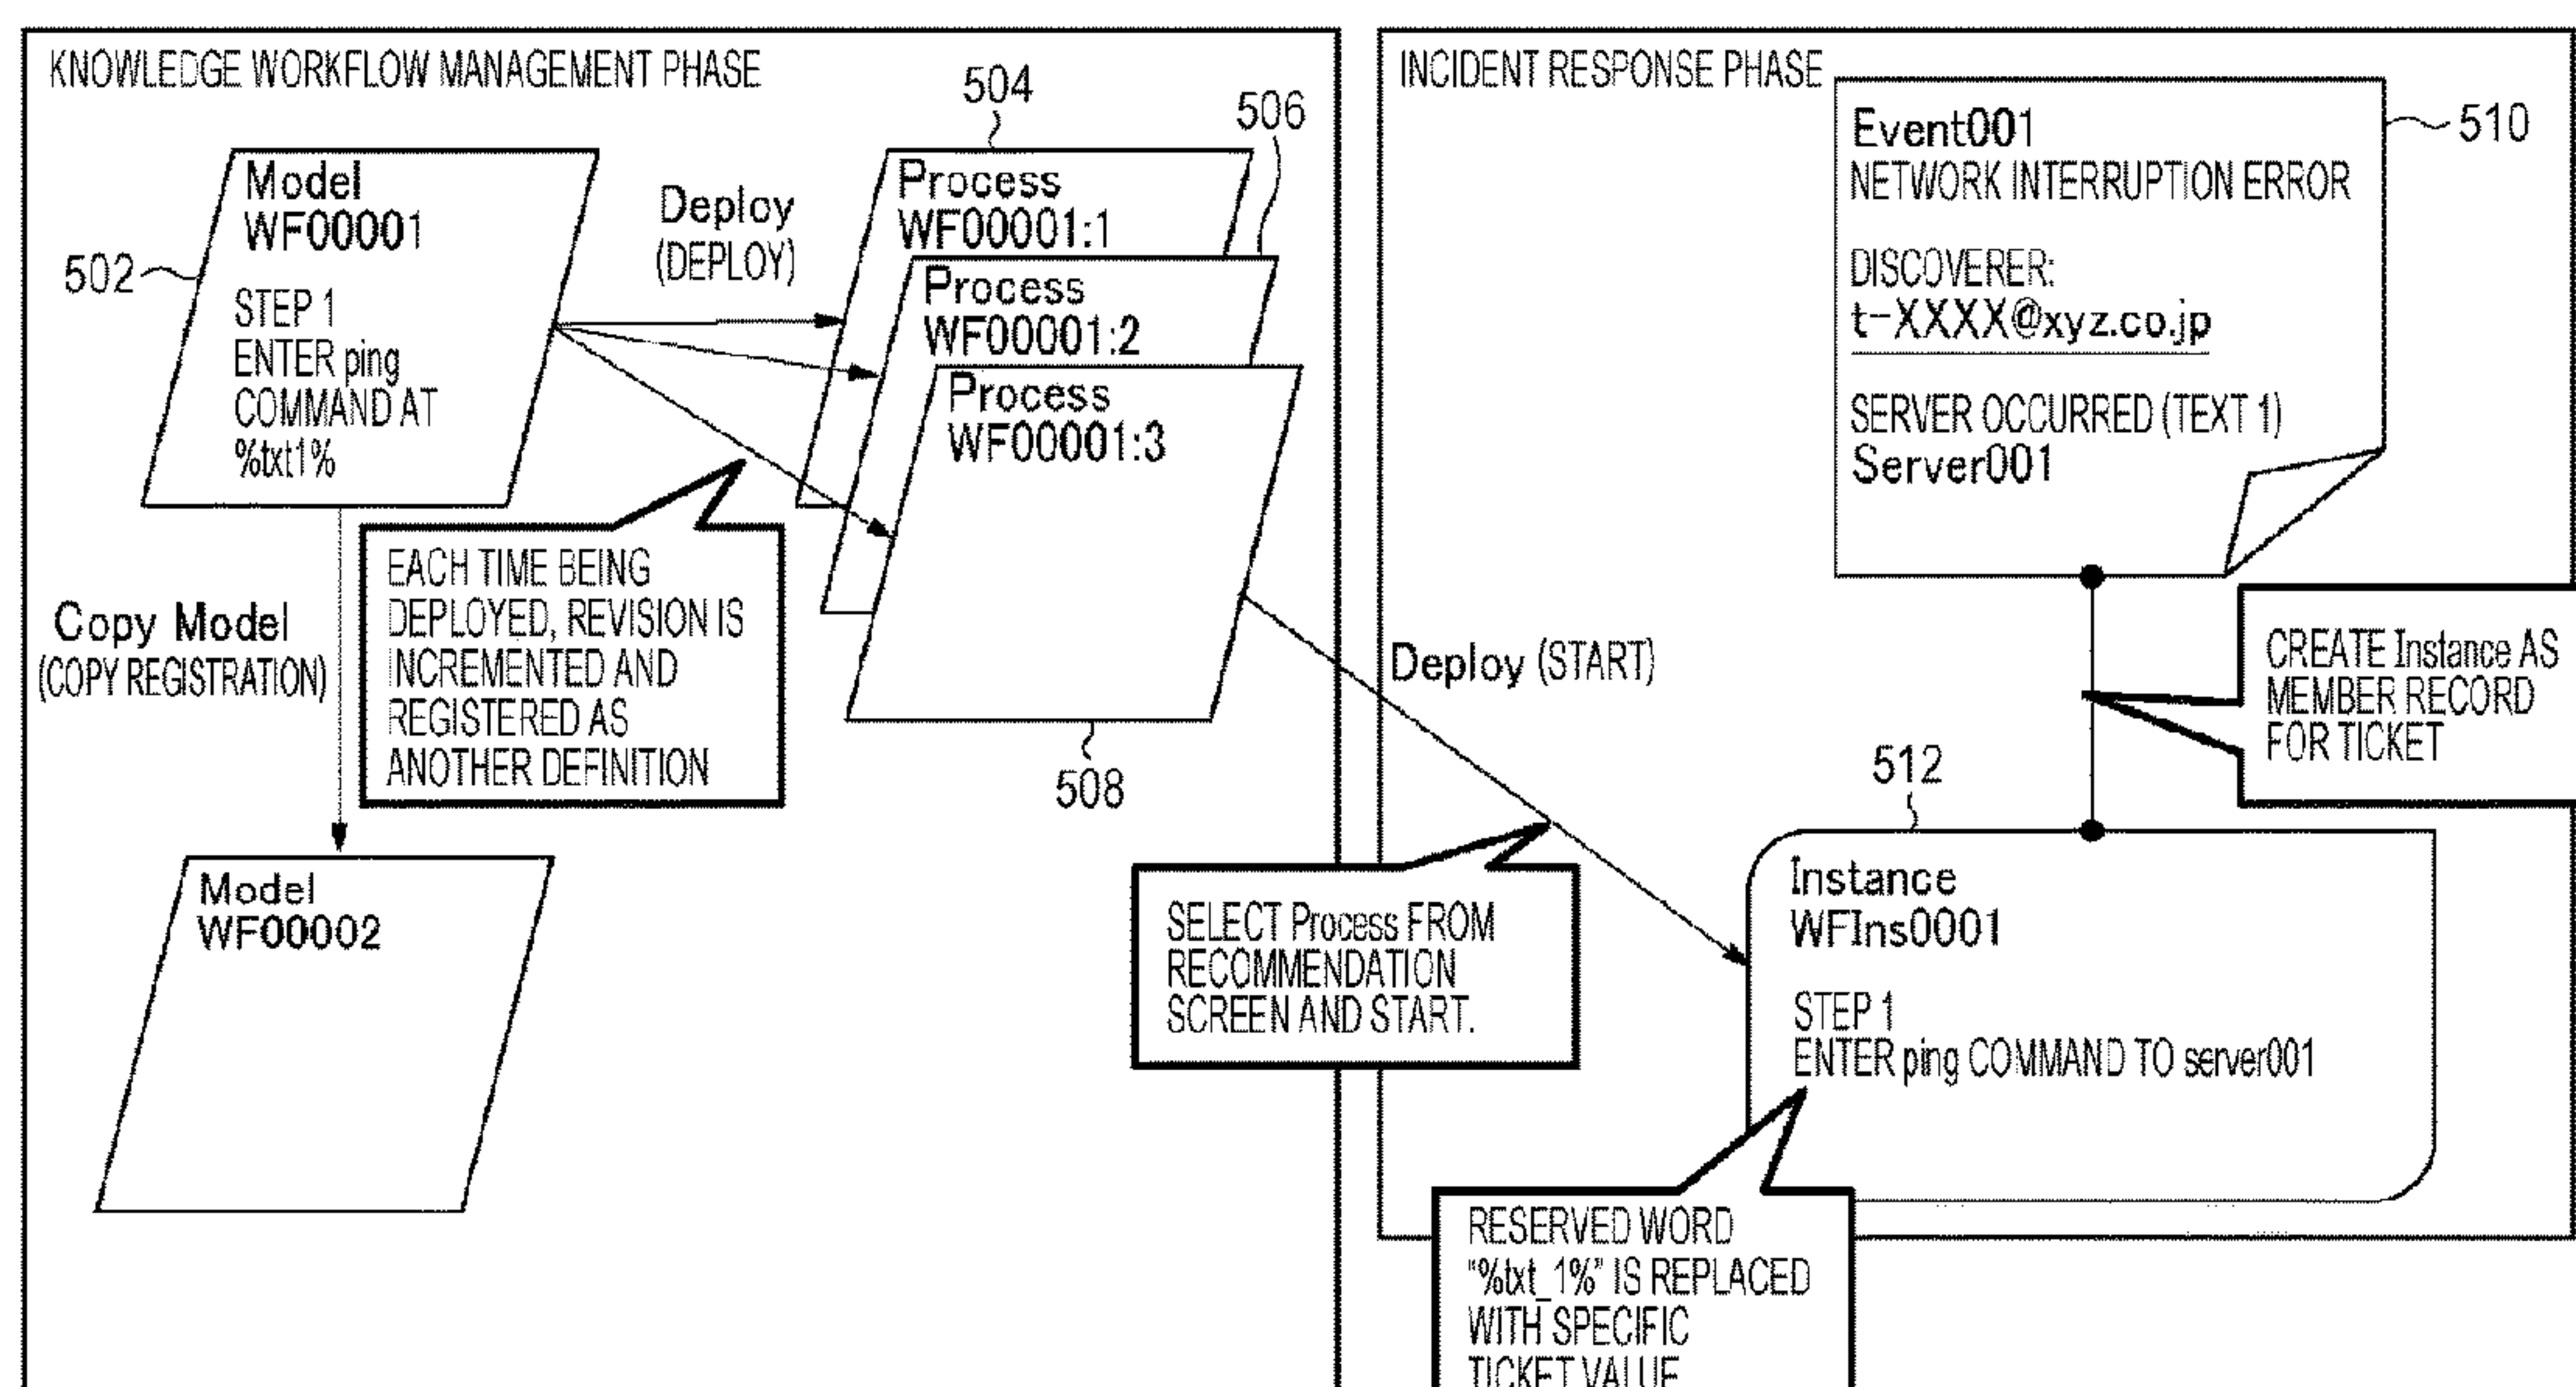 KNOWLEDGE WORKFLOW MANAGEMENT PHASE
504
506
Model
WF00001
502
STEP 1
ENTER ping
COMMAND AT
%txt1%
Deploy
(DEPLOY)
Process
WF00001:1
Process
WF00001:2
Process
WF00001:3
508
EACH TIME BEING
DEPLOYED, REVISION IS
INCREMENTED AND
REGISTERED AS
ANOTHER DEFINITION
Copy Model
(COPY REGISTRATION)
Model
WF00002
INCIDENT RESPONSE PHASE
Event001
NETWORK INTERRUPTION ERROR
DISCOVERER:
t-XXXX@xyz.co.jp
SERVER OCCURRED (TEXT 1)
Server001
510
Deploy (START)
CREATE Instance AS
MEMBER RECORD
FOR TICKET
SELECT Process FROM
RECOMMENDATION
SCREEN AND START.
512
Instance
WFIns0001
STEP 1
ENTER ping COMMAND TO server001
RESERVED WORD
"%txt_1%" IS REPLACED
WITH SPECIFIC
TICKET VALUE